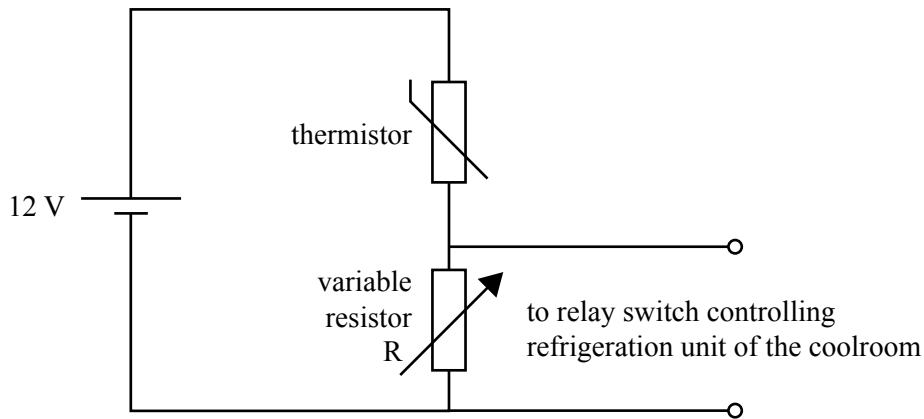 thermistor
12 V
variable
resistor
R
to relay switch controlling
refrigeration unit of the coolroom